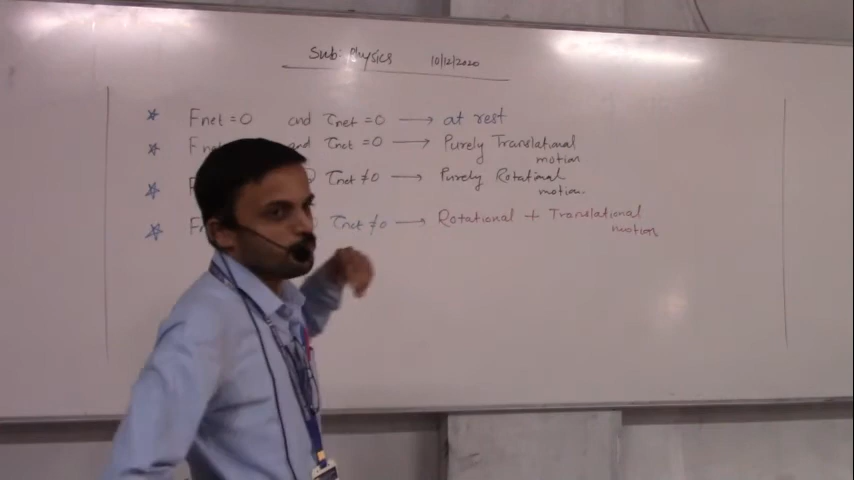 Sub: Physics 10/12/2020
Fnet = 0 and τnet = 0 → at rest
and τnet = 0 → Purely Translational
motion
τnet ≠ 0 → Purely Rotational
motion.
τnet ≠ 0 → Rotational + Translational
motion